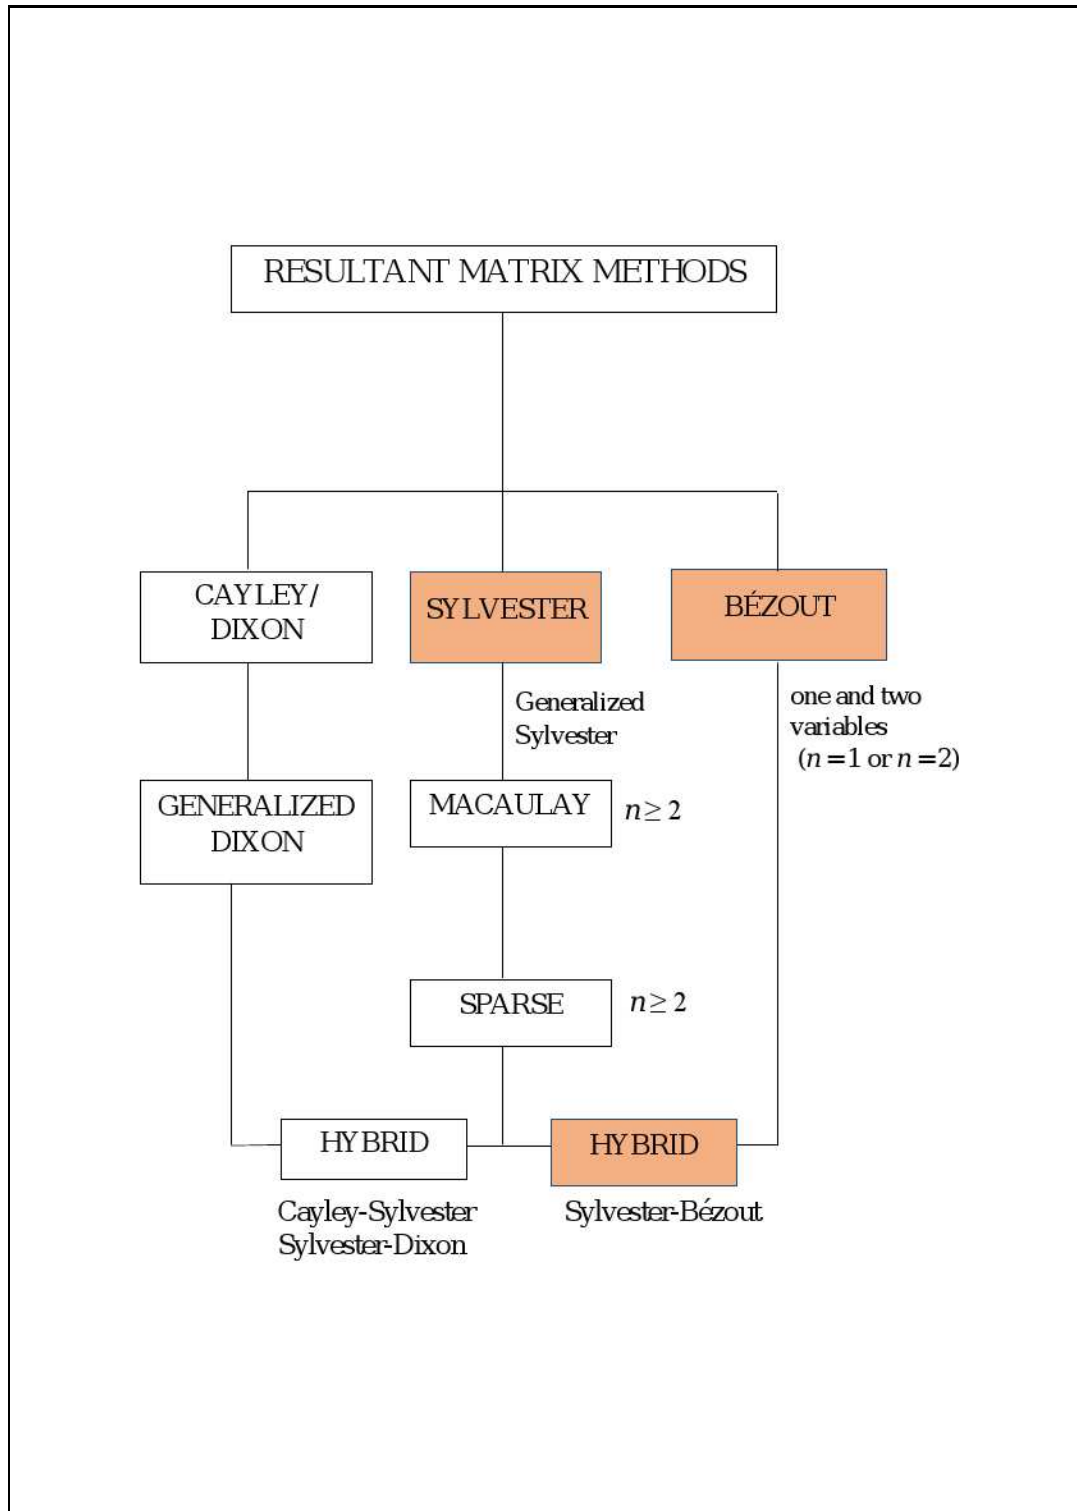 RESULTANT MATRIX METHODS
CAYLEY/
DIXON
SYLVESTER
BÉZOUT
Generalized
Sylvester
one and two
variables
(n = 1 or n = 2)
GENERALIZED
DIXON
MACAULAY
n ≥ 2
SPARSE
n ≥ 2
HYBRID
HYBRID
Cayley-Sylvester
Sylvester-Dixon
Sylvester-Bézout